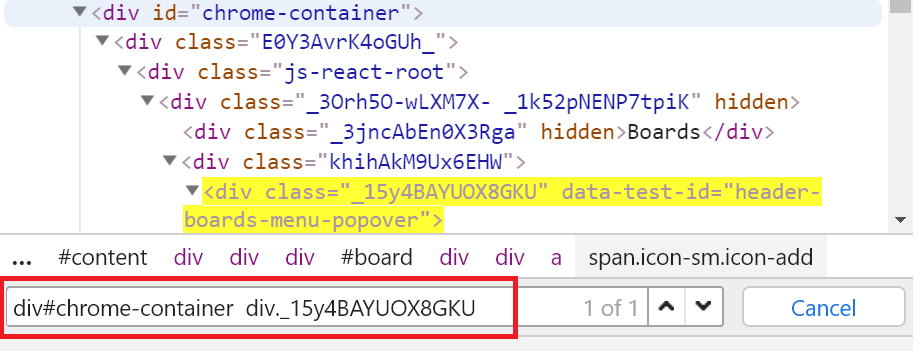 ▼<div id="chrome-container">
▼<div class="E0Y3AvrK4oGUh_">
▼<div class="js-react-root">
▼<div class="_3Orh5O-wLXM7X- _1k52pNENP7tpiK" hidden>
<div class="_3jncAbEn0X3Rga" hidden>Boards</div>
▼<div class="khihAkM9Ux6EHW">
▼<div class="_15y4BAYUOX8GKU" data-test-id="header-
boards-menu-popover">
... #content div div div #board div div a span.icon-sm.icon-add
div#chrome-container div._15y4BAYUOX8GKU 1 of 1 Cancel